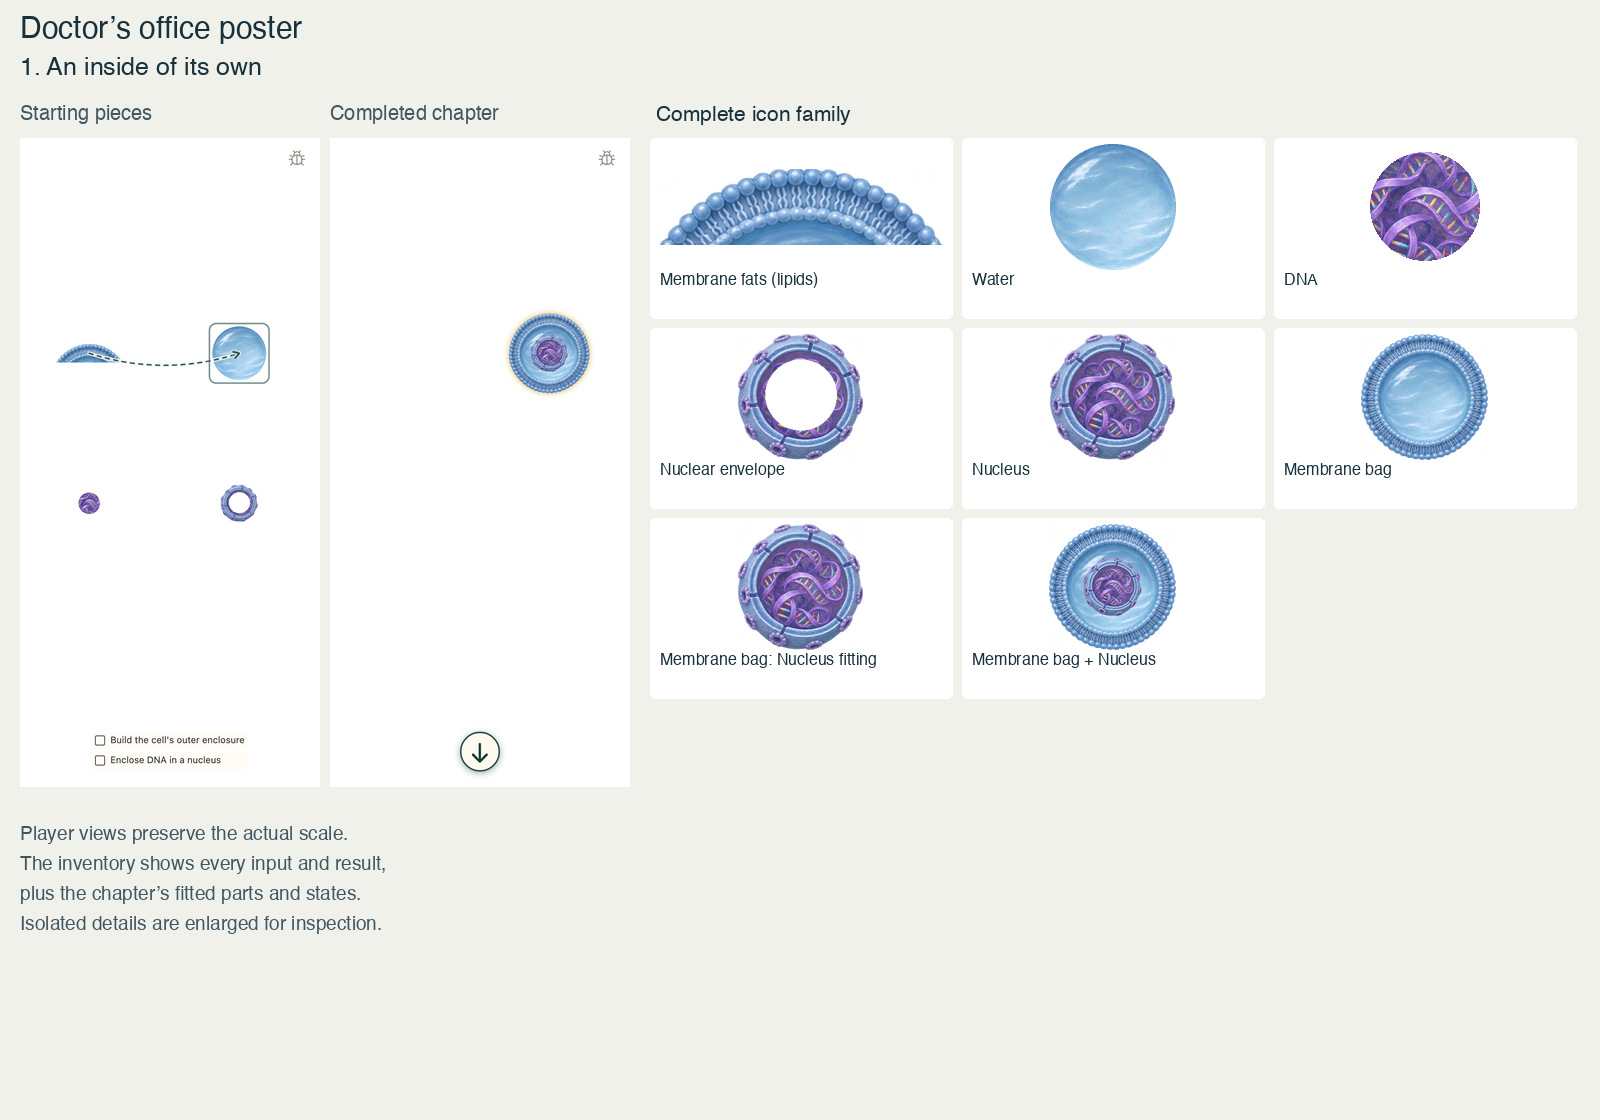 Doctor’s office poster
1. An inside of its own
Starting pieces
Completed chapter
Complete icon family
Membrane fats (lipids)
Water
DNA
Nuclear envelope
Nucleus
Membrane bag
Membrane bag: Nucleus fitting
Membrane bag + Nucleus
Build the cell's outer enclosure
Enclose DNA in a nucleus
Player views preserve the actual scale.
The inventory shows every input and result,
plus the chapter’s fitted parts and states.
Isolated details are enlarged for inspection.